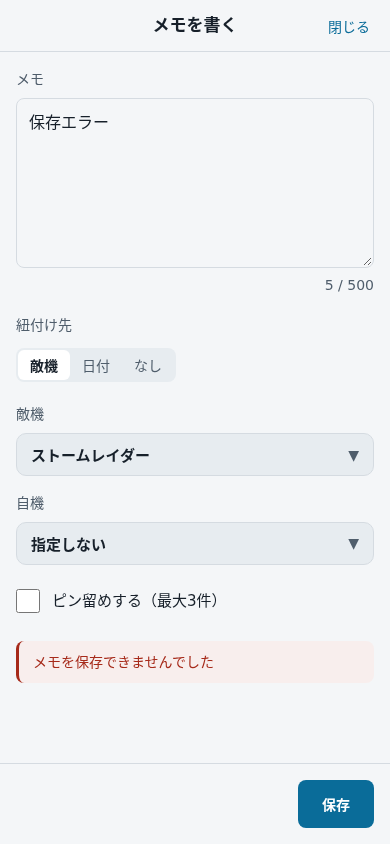 メモを書く
閉じる
メモ
保存エラー
5 / 500
紐付け先
敵機
日付
なし
敵機
ストームレイダー
▼
自機
指定しない
▼
ピン留めする（最大3件）
メモを保存できませんでした
保存